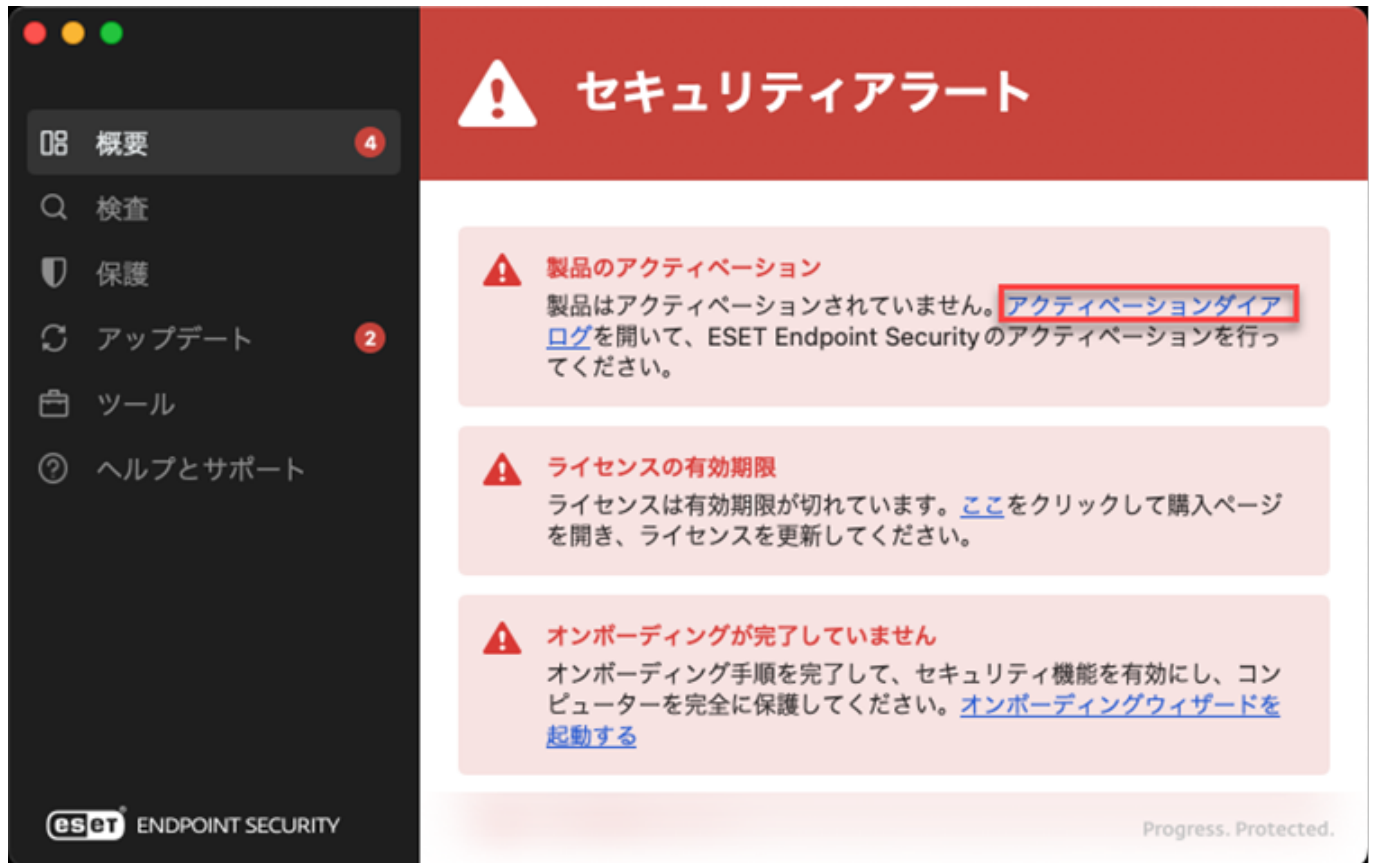 セキュリティアラート
概要
4
検査
保護
アップデート
2
ツール
ヘルプとサポート
製品のアクティベーション
製品はアクティベーションされていません。アクティベーションダイア
ログを開いて、ESET Endpoint Securityのアクティベーションを行っ
てください。
ライセンスの有効期限
ライセンスは有効期限が切れています。ここをクリックして購入ページ
を開き、ライセンスを更新してください。
オンボーディングが完了していません
オンボーディング手順を完了して、セキュリティ機能を有効にし、コン
ピューターを完全に保護してください。オンボーディングウィザードを
起動する
eseT ENDPOINT SECURITY
Progress. Protected.